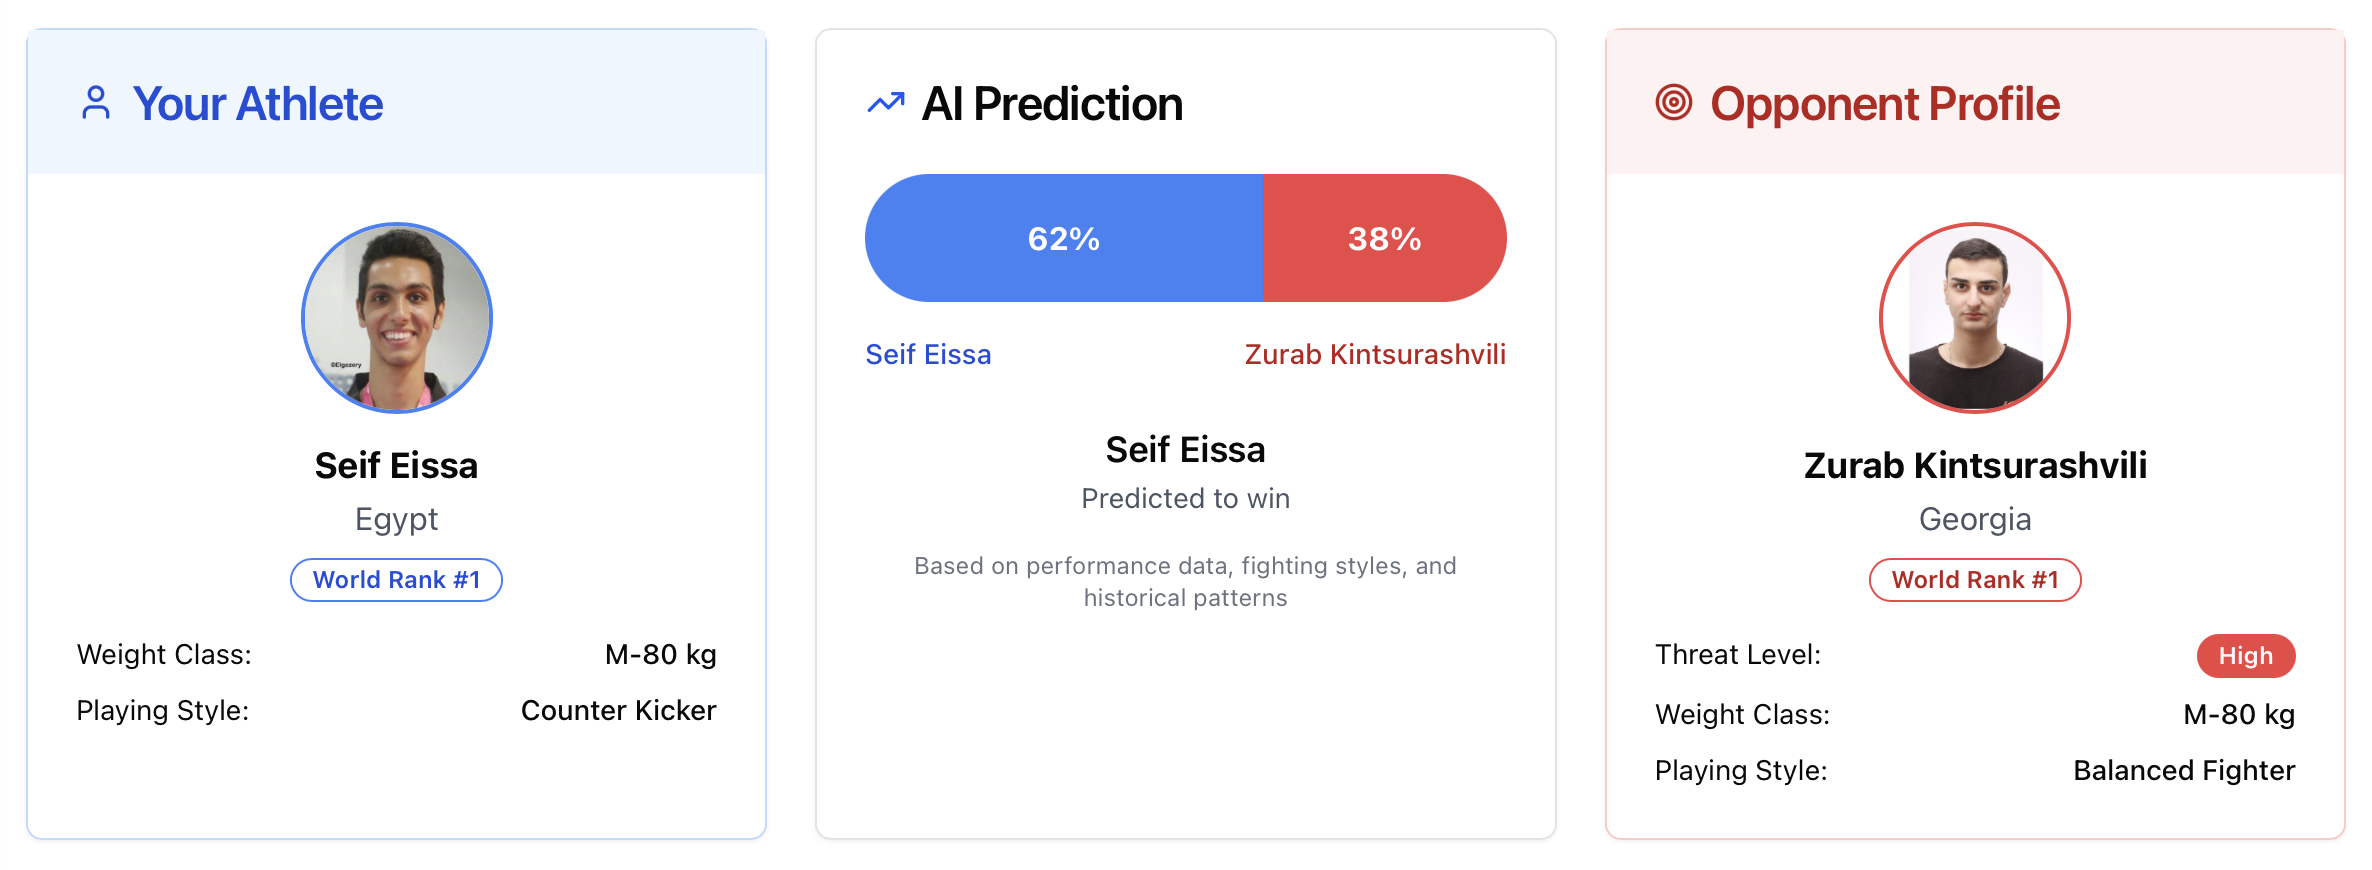 Your Athlete
©Elgezery
Seif Eissa
Egypt
World Rank #1
Weight Class: M-80 kg
Playing Style: Counter Kicker
AI Prediction
62% 38%
Seif Eissa Zurab Kintsurashvili
Seif Eissa
Predicted to win
Based on performance data, fighting styles, and
historical patterns
Opponent Profile
Zurab Kintsurashvili
Georgia
World Rank #1
Threat Level: High
Weight Class: M-80 kg
Playing Style: Balanced Fighter